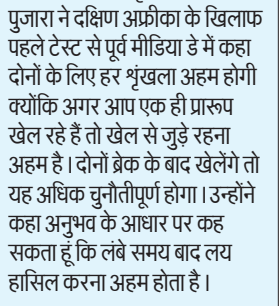 पुजारा ने दक्षिण अफ्रीका के खिलाफ
पहले टेस्ट से पूर्व मीडिया डे में कहा
दोनों के लिए हर शृंखला अहम होगी
क्योंकि अगर आप एक ही प्रारूप
खेल रहे हैं तो खेल से जुड़े रहना
अहम है। दोनों ब्रेक के बाद खेलेंगे तो
यह अधिक चुनौतीपूर्ण होगा। उन्होंने
कहा अनुभव के आधार पर कह
सकता हूं कि लंबे समय बाद लय
हासिल करना अहम होता है।